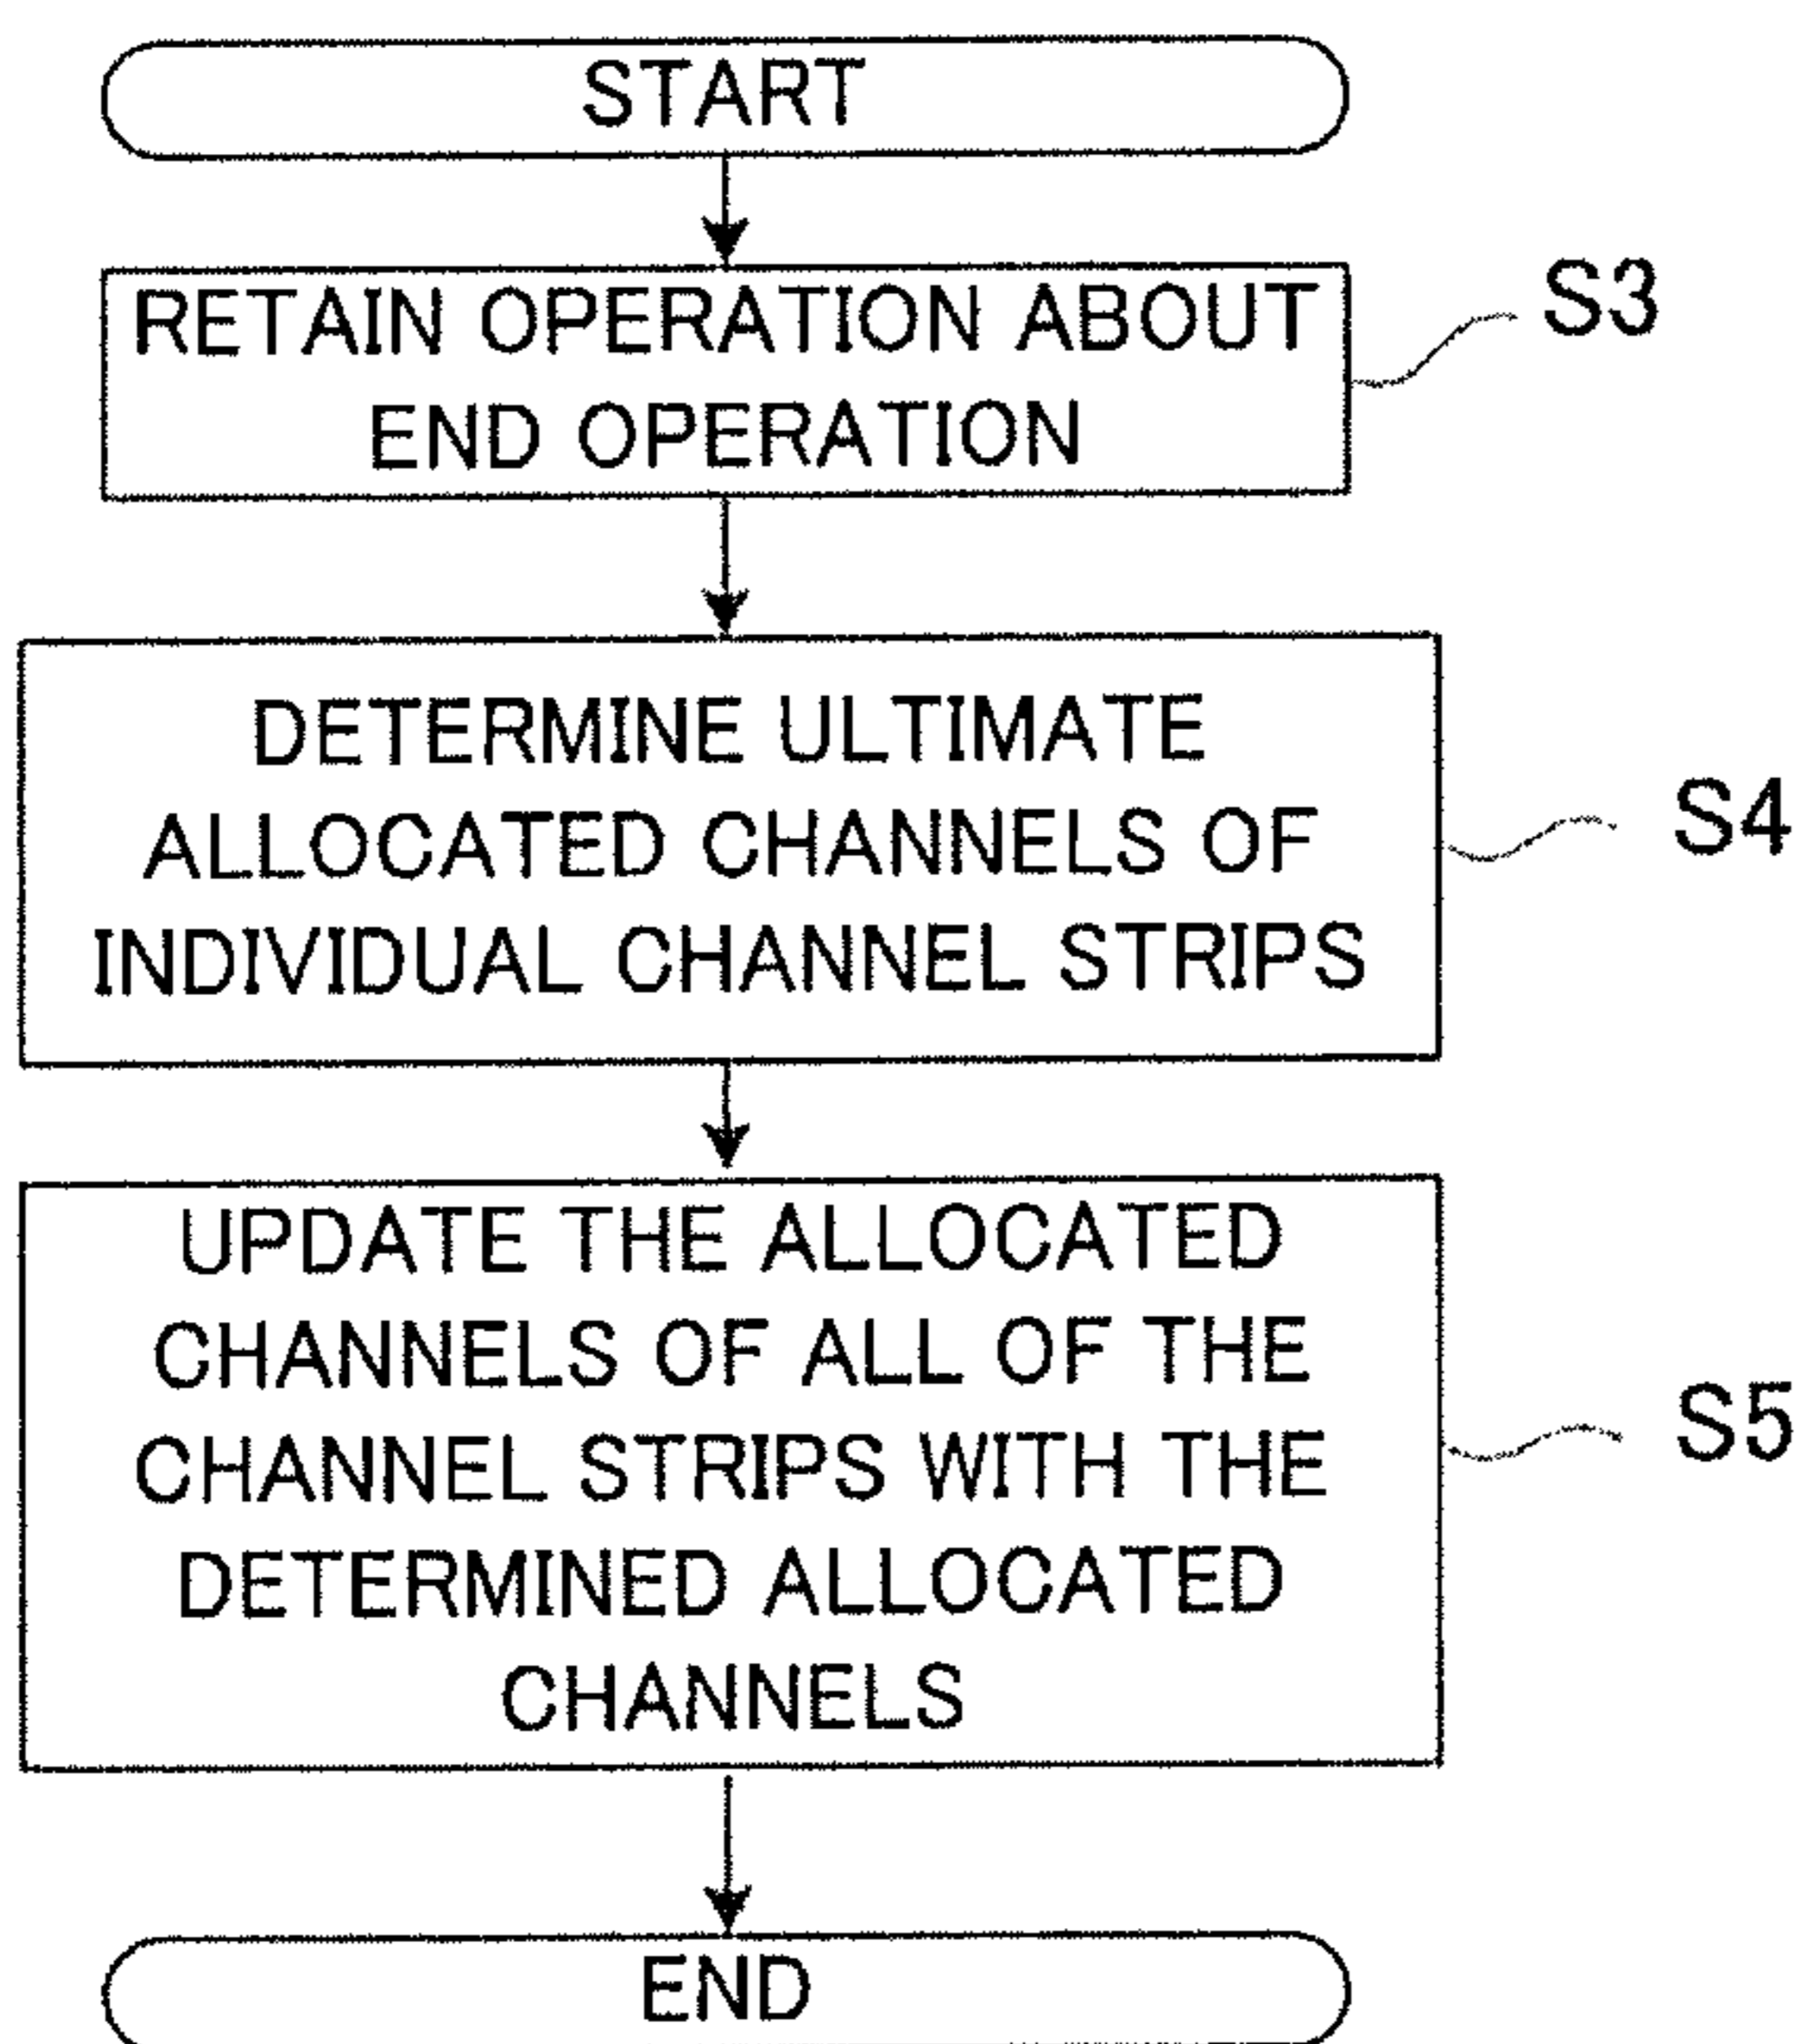 START
RETAIN OPERATION ABOUT
END OPERATION
S3
DETERMINE ULTIMATE
ALLOCATED CHANNELS OF
INDIVIDUAL CHANNEL STRIPS
S4
UPDATE THE ALLOCATED
CHANNELS OF ALL OF THE
CHANNEL STRIPS WITH THE
DETERMINED ALLOCATED
CHANNELS
S5
END